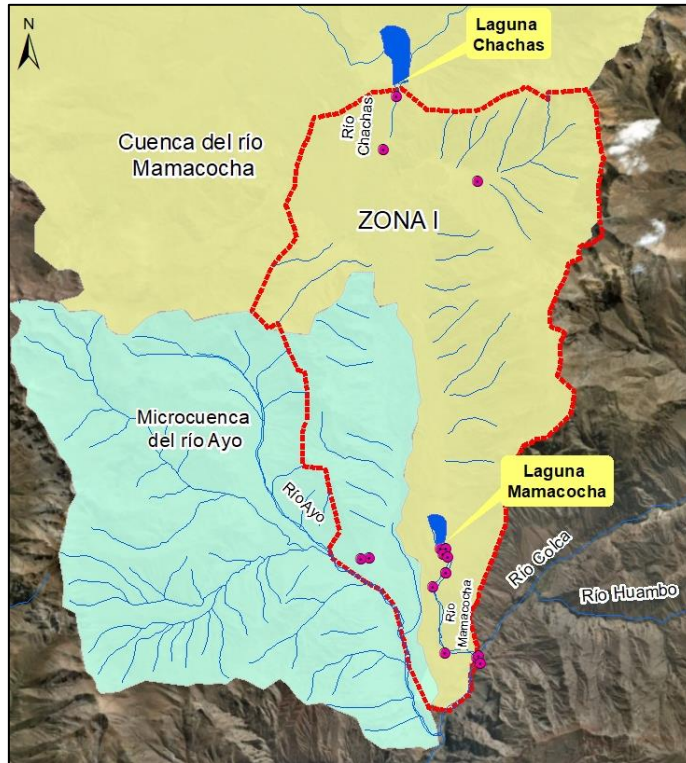 N
Laguna
Chachas
Río
Chachas
Cuenca del río
Mamacocha
ZONA I
Microcuenca
del río Ayo
Río Ayo
Laguna
Mamacocha
Río Colca
Río Huambo
Río
Mamacocha